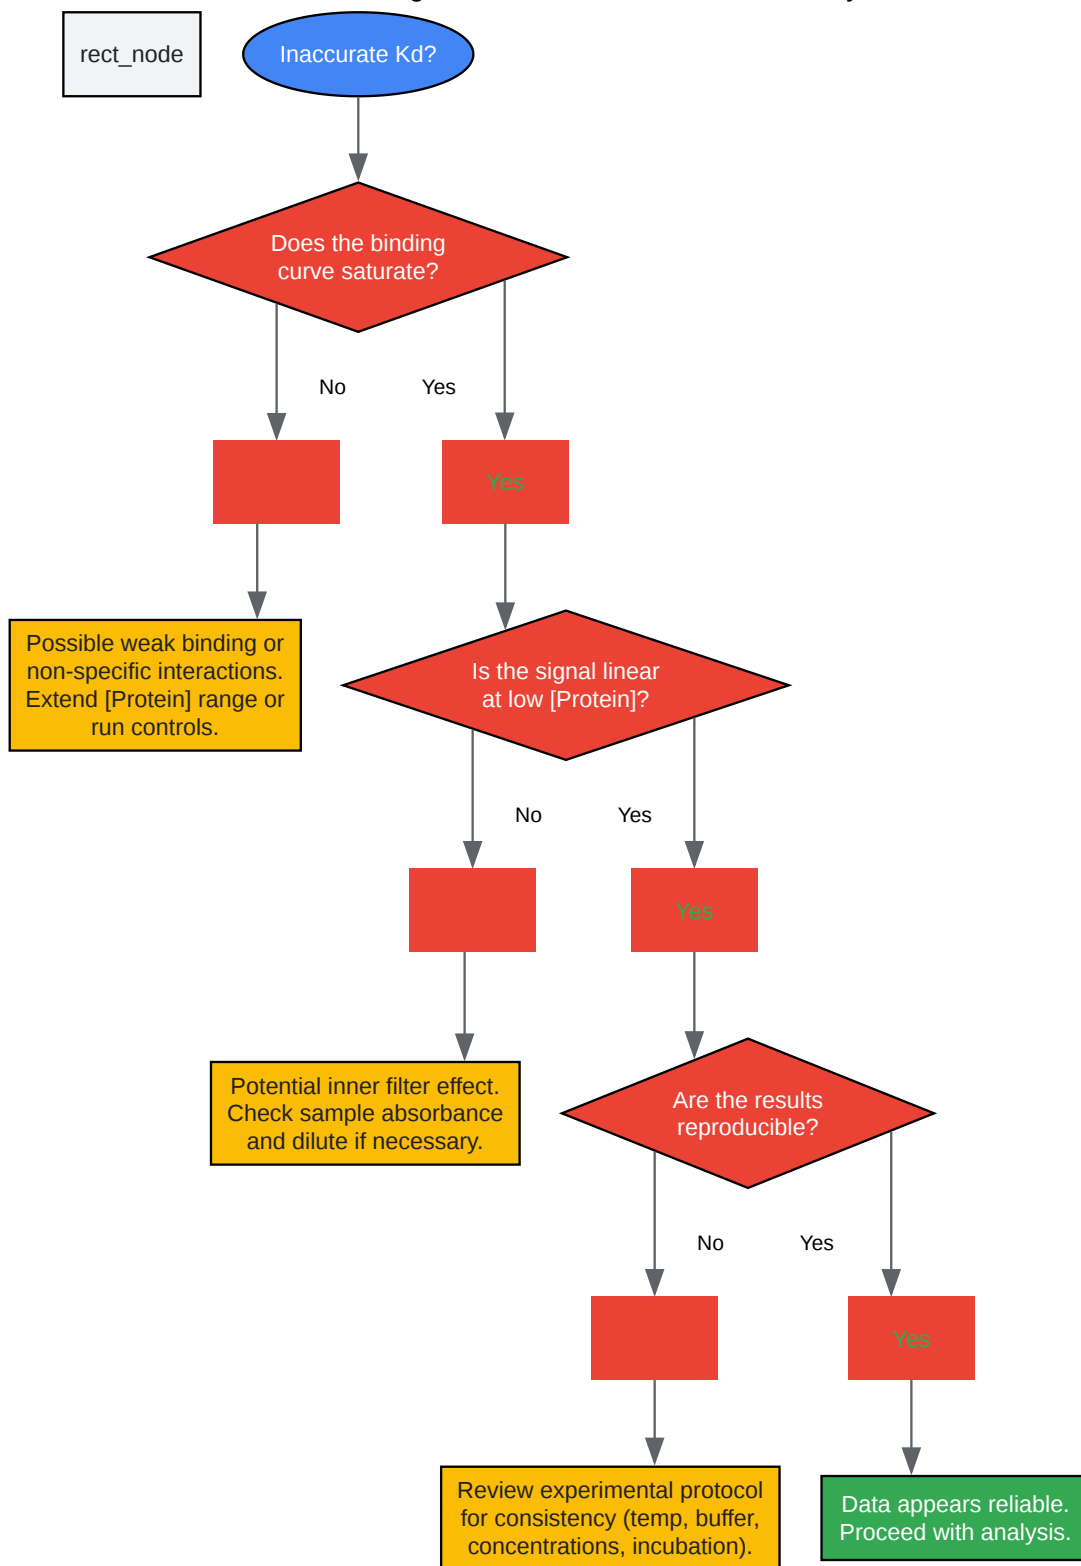 rect_node
Inaccurate Kd?
Does the binding
curve saturate?
No
Yes
Yes
Possible weak binding or
non-specific interactions.
Extend [Protein] range or
run controls.
Is the signal linear
at low [Protein]?
No
Yes
Yes
Potential inner filter effect.
Check sample absorbance
and dilute if necessary.
Are the results
reproducible?
No
Yes
Yes
Review experimental protocol
for consistency (temp, buffer,
concentrations, incubation).
Data appears reliable.
Proceed with analysis.